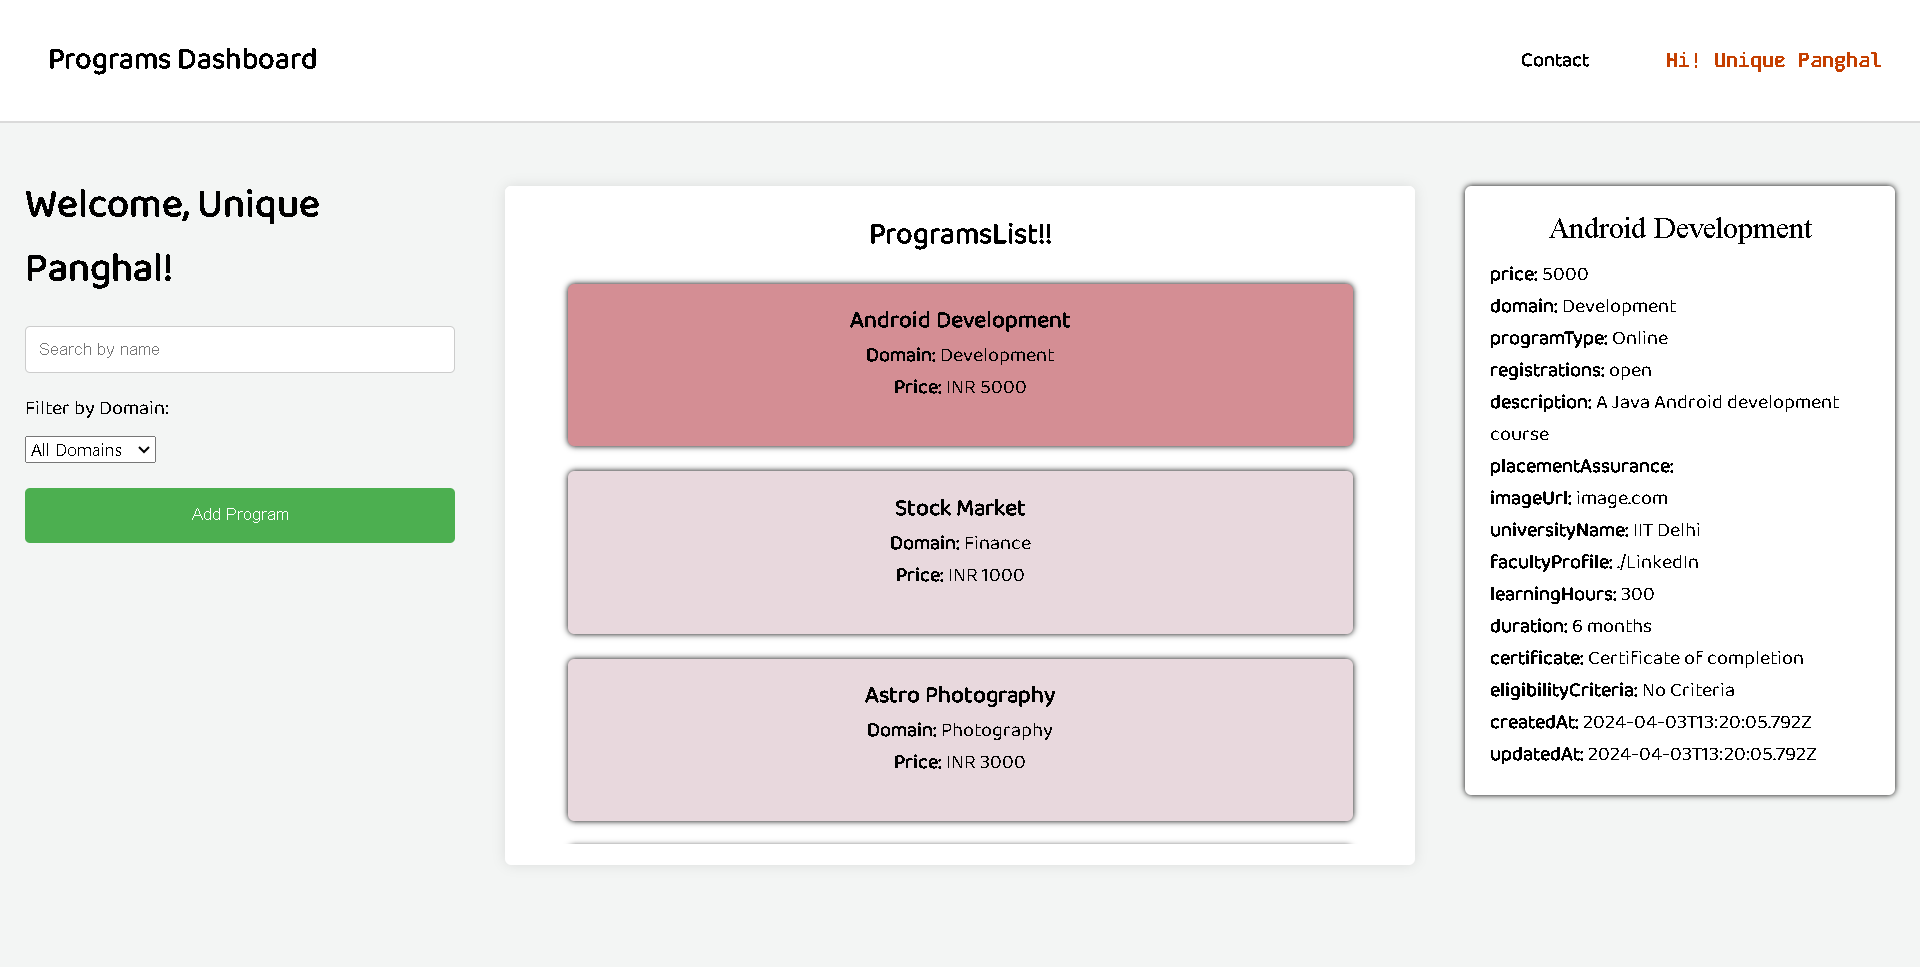 Programs Dashboard
Contact
Hi! Unique Panghal
Welcome, Unique
Panghal!
Search by name
Filter by Domain:
All Domains
Add Program
ProgramsList!!
Android Development
Domain: Development
Price: INR 5000
Stock Market
Domain: Finance
Price: INR 1000
Astro Photography
Domain: Photography
Price: INR 3000
Android Development
price: 5000
domain: Development
programType: Online
registrations: open
description: A Java Android development
course
placementAssurance:
imageUrl: image.com
universityName: IIT Delhi
facultyProfile: ./LinkedIn
learningHours: 300
duration: 6 months
certificate: Certificate of completion
eligibilityCriteria: No Criteria
createdAt: 2024-04-03T13:20:05.792Z
updatedAt: 2024-04-03T13:20:05.792Z